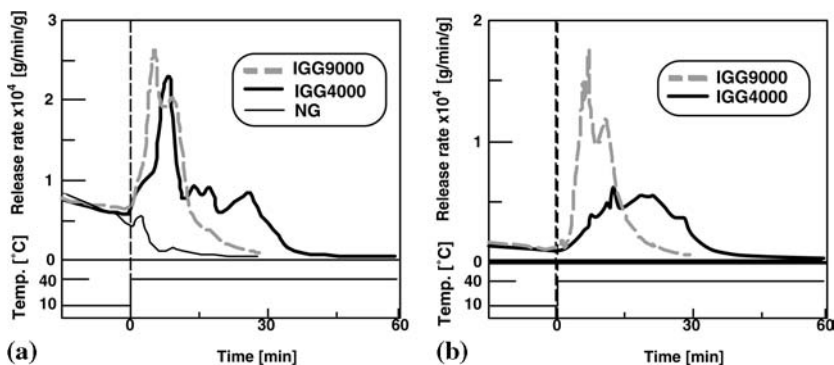 3
2
1
0
Release rate x10⁴ [g/min/g]
IGG9000
IGG4000
NG
Temp. [˚C]
40
10
0
30
60
Time [min]
(a)
2
1
0
Release rate x10⁴ [g/min/g]
IGG9000
IGG4000
Temp. [˚C]
40
10
0
30
60
Time [min]
(b)